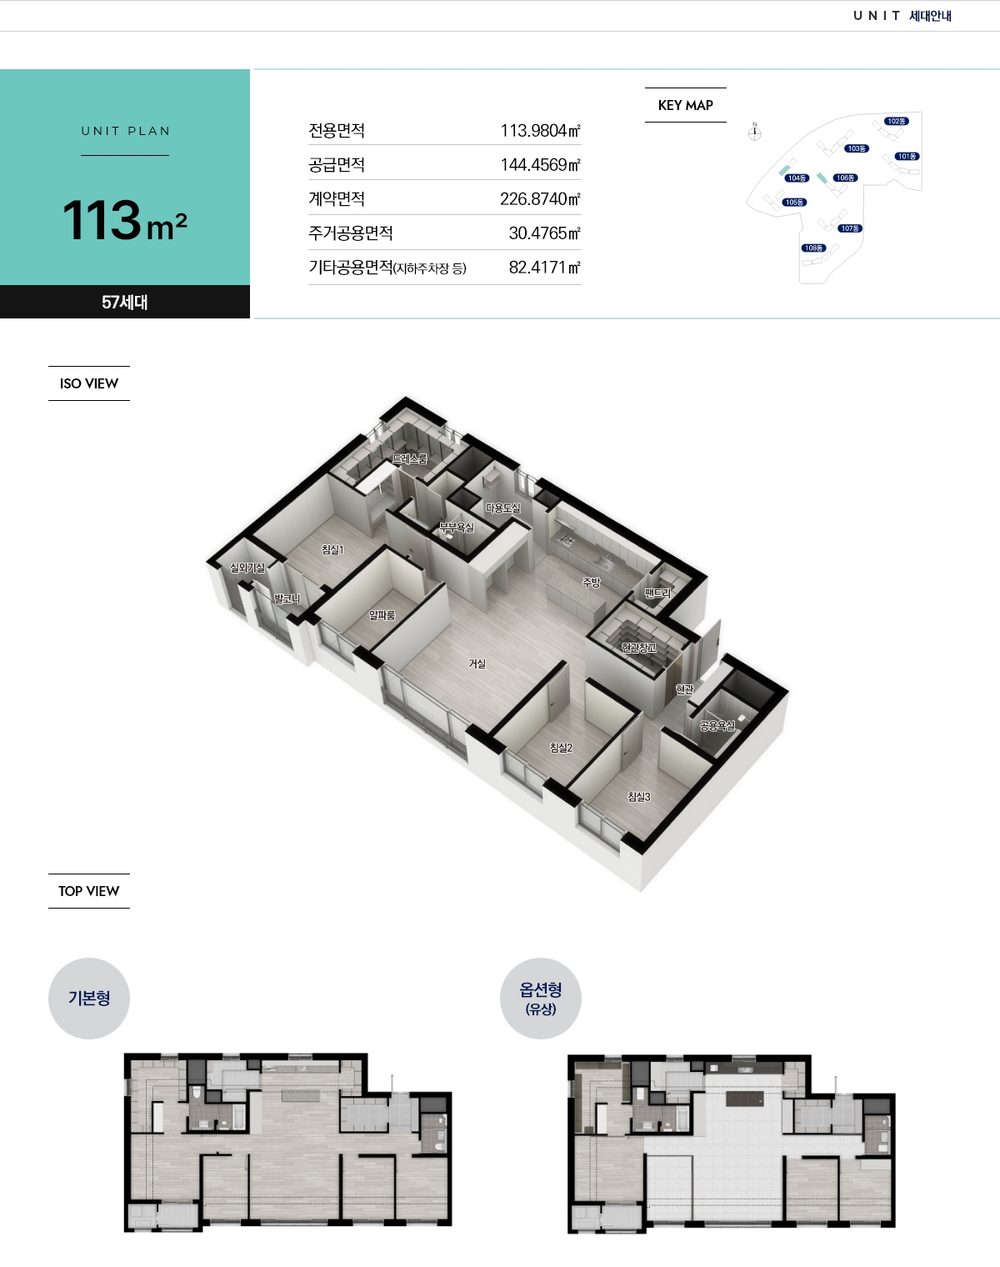 UNIT 세대안내
UNIT PLAN
113m²
57세대
전용면적 113.9804㎡
공급면적 144.4569㎡
계약면적 226.8740㎡
주거공용면적 30.4765㎡
기타공용면적(지하주차장 등) 82.4171㎡
KEY MAP
N
102동
103동
101동
104동
106동
105동
107동
108동
ISO VIEW
드레스룸
다용도실
부부욕실
침실1
실외기실
주방
팬트리
발코니
알파룸
현관창고
거실
현관
공용욕실
침실2
침실3
TOP VIEW
기본형
옵션형
(유상)